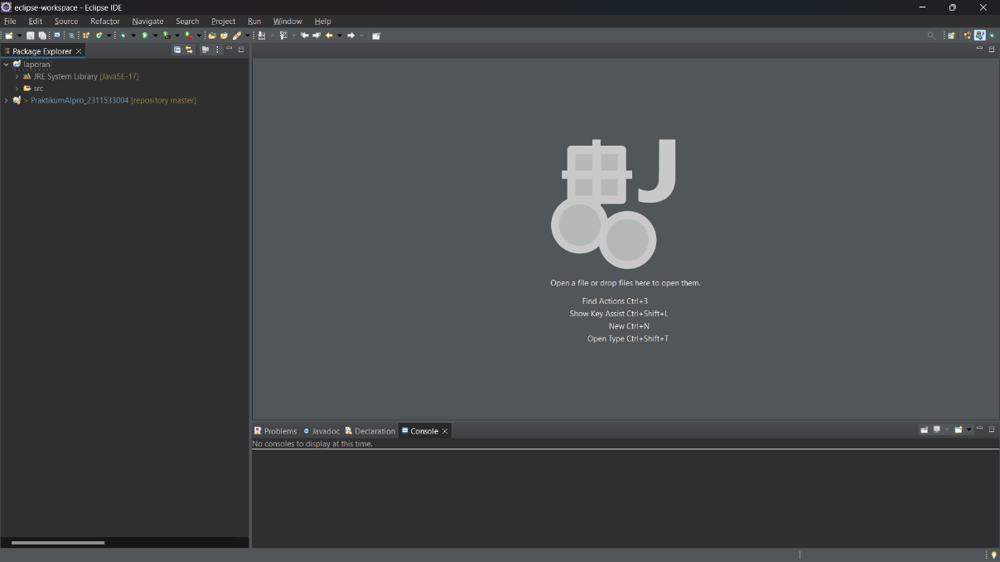 eclipse-workspace - Eclipse IDE
File Edit Source Refactor Navigate Search Project Run Window Help
Package Explorer
laporan
JRE System Library [JavaSE-17]
src
> PraktikumAlpro_2311533004 [repository master]
J
Open a file or drop files here to open them.
Find Actions Ctrl+3
Show Key Assist Ctrl+Shift+L
New Ctrl+N
Open Type Ctrl+Shift+T
Problems Javadoc Declaration Console
No consoles to display at this time.